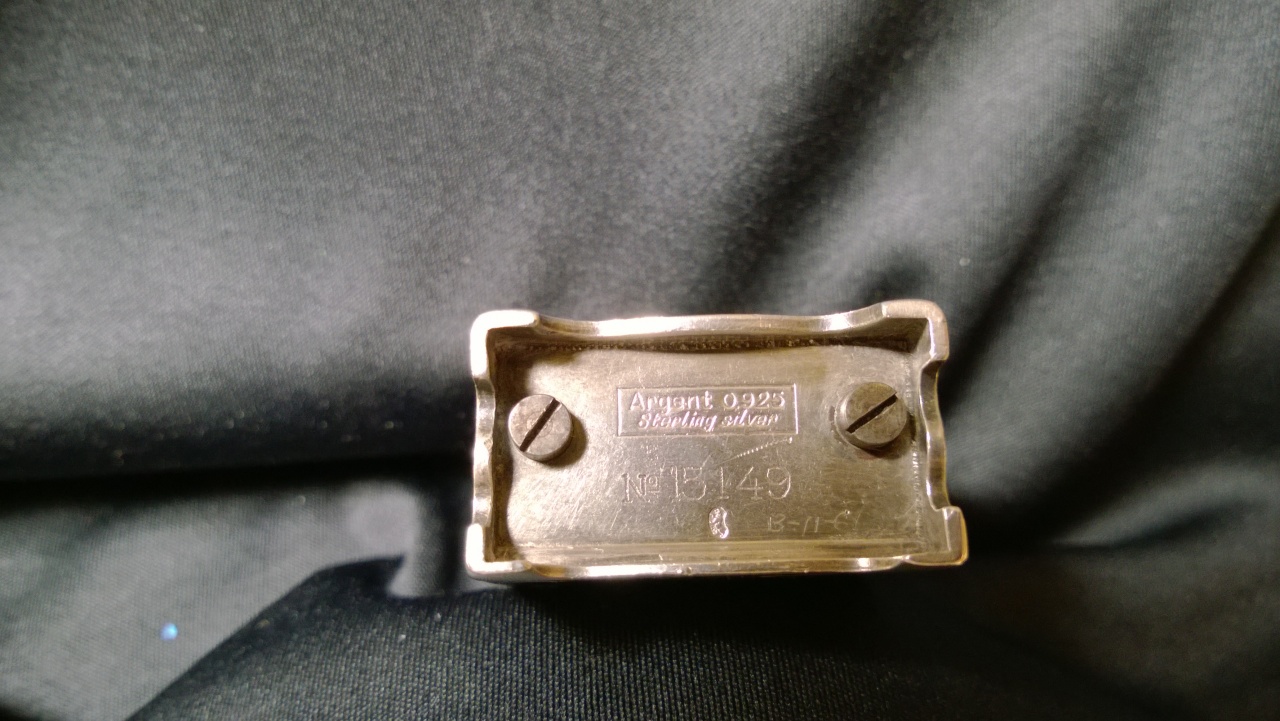 Argent 0.925
Sterling silver
Nº 15149